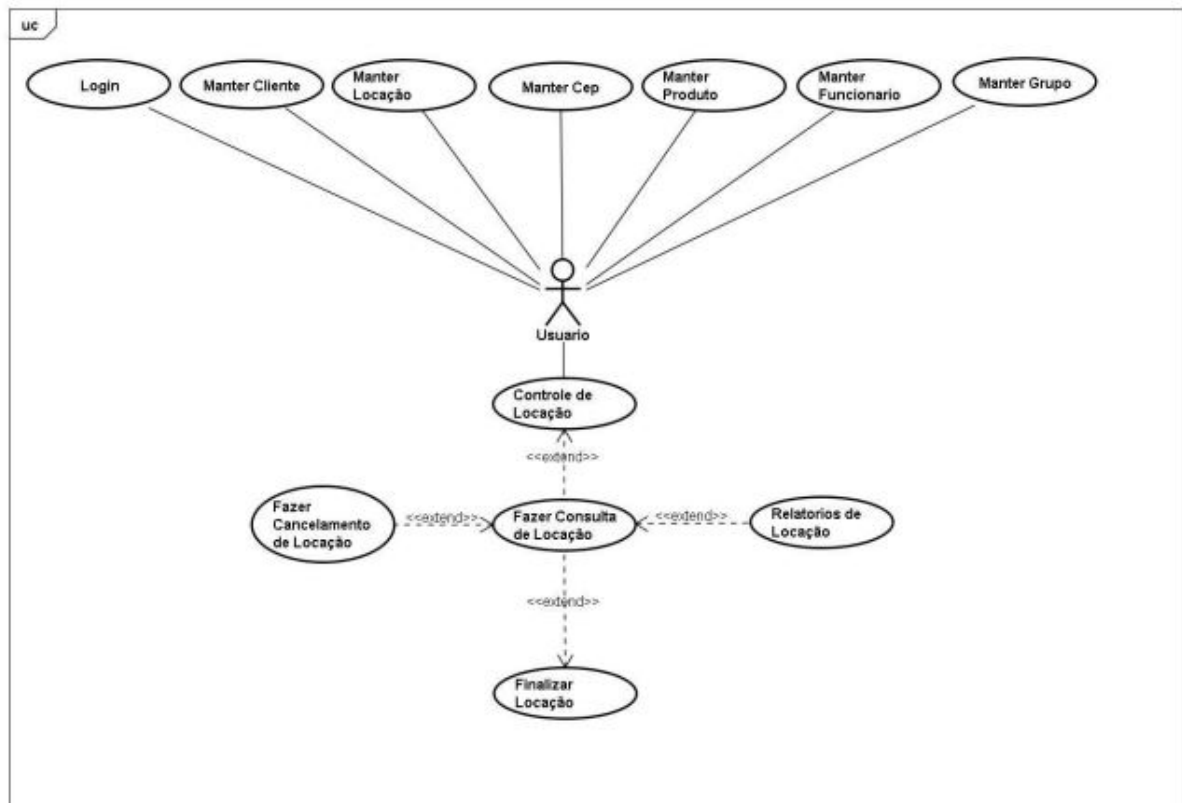 uc
Login
Manter Cliente
Manter
Locação
Manter Cep
Manter
Produto
Manter
Funcionario
Manter Grupo
Usuario
Controle de
Locação
<<extend>>
Fazer
Cancelamento
de Locação
<<extend>>
Fazer Consulta
de Locação
<<extend>>
Relatorios de
Locação
<<extend>>
Finalizar
Locação